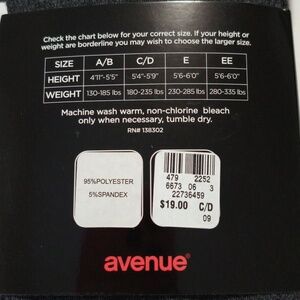 Check the chart below for your correct size. If your height or
weight are borderline you may wish to choose the larger size.
SIZE A/B C/D E EE
HEIGHT 4'11"-5'5" 5'4"-5'9" 5'6-6'0" 5'6-6'0"
WEIGHT 130-185 lbs 180-235 lbs 230-285 lbs 280-335 lbs
Machine wash warm, non-chlorine bleach
only when necessary, tumble dry.
RN# 138302
95%POLYESTER
5%SPANDEX
479 2252
6673 06 3
22736459
$19.00 C/D
09
avenue®